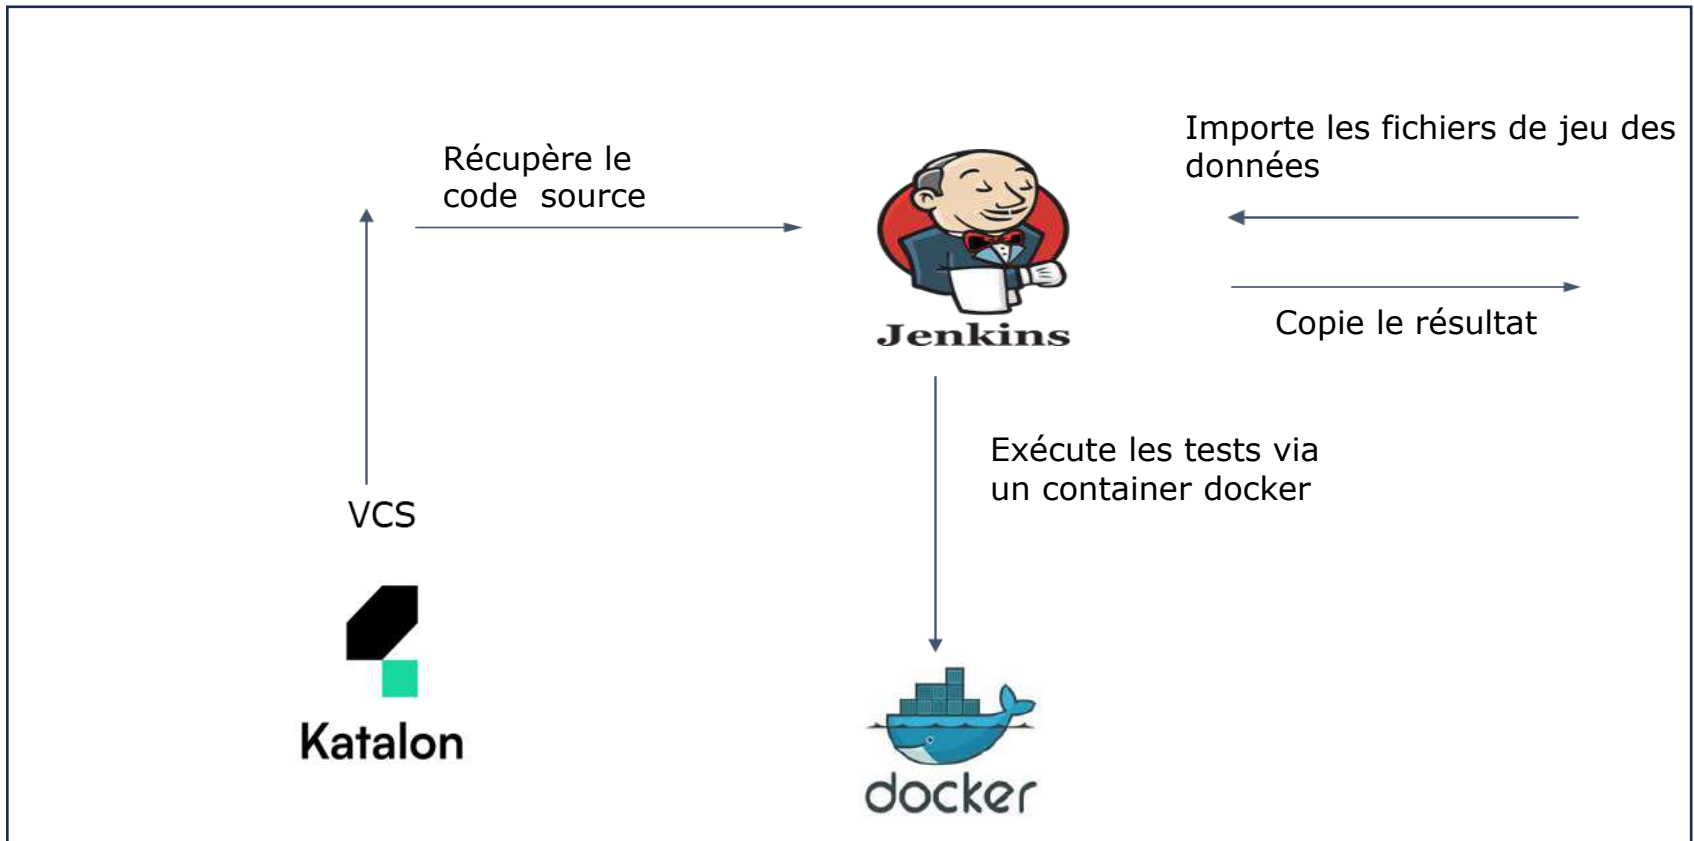 Importe les fichiers de jeu des
données
Récupère le
code source
Jenkins
Copie le résultat
Exécute les tests via
un container docker
VCS
Katalon
docker